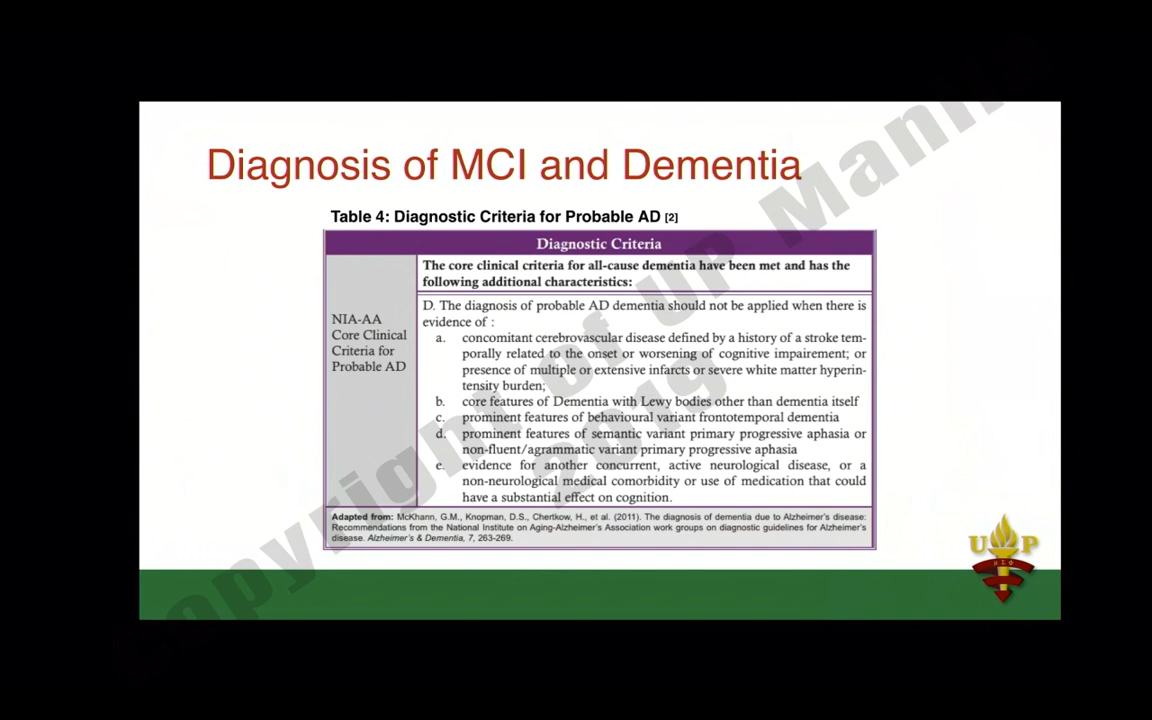 Diagnosis of MCI and Dementia
Table 4: Diagnostic Criteria for Probable AD [2]
Diagnostic Criteria
NIA-AA
Core Clinical
Criteria for
Probable AD
The core clinical criteria for all-cause dementia have been met and has the
following additional characteristics:
D. The diagnosis of probable AD dementia should not be applied when there is
evidence of :
a. concomitant cerebrovascular disease defined by a history of a stroke tem-
porally related to the onset or worsening of cognitive impairment; or
presence of multiple or extensive infarcts or severe white matter hyperin-
tensity burden;
b. core features of Dementia with Lewy bodies other than dementia itself
c. prominent features of behavioural variant frontotemporal dementia
d. prominent features of semantic variant primary progressive aphasia or
non-fluent/agrammatic variant primary progressive aphasia
e. evidence for another concurrent, active neurological disease, or a
non-neurological medical comorbidity or use of medication that could
have a substantial effect on cognition.
Adapted from: McKhann, G.M., Knopman, D.S., Chertkow, H., et al. (2011). The diagnosis of dementia due to Alzheimer's disease:
Recommendations from the National Institute on Aging-Alzheimer's Association work groups on diagnostic guidelines for Alzheimer's
disease. Alzheimer's & Dementia, 7, 263-269.
Copyright of UP Manila
2019
U P
Μ Σ Φ